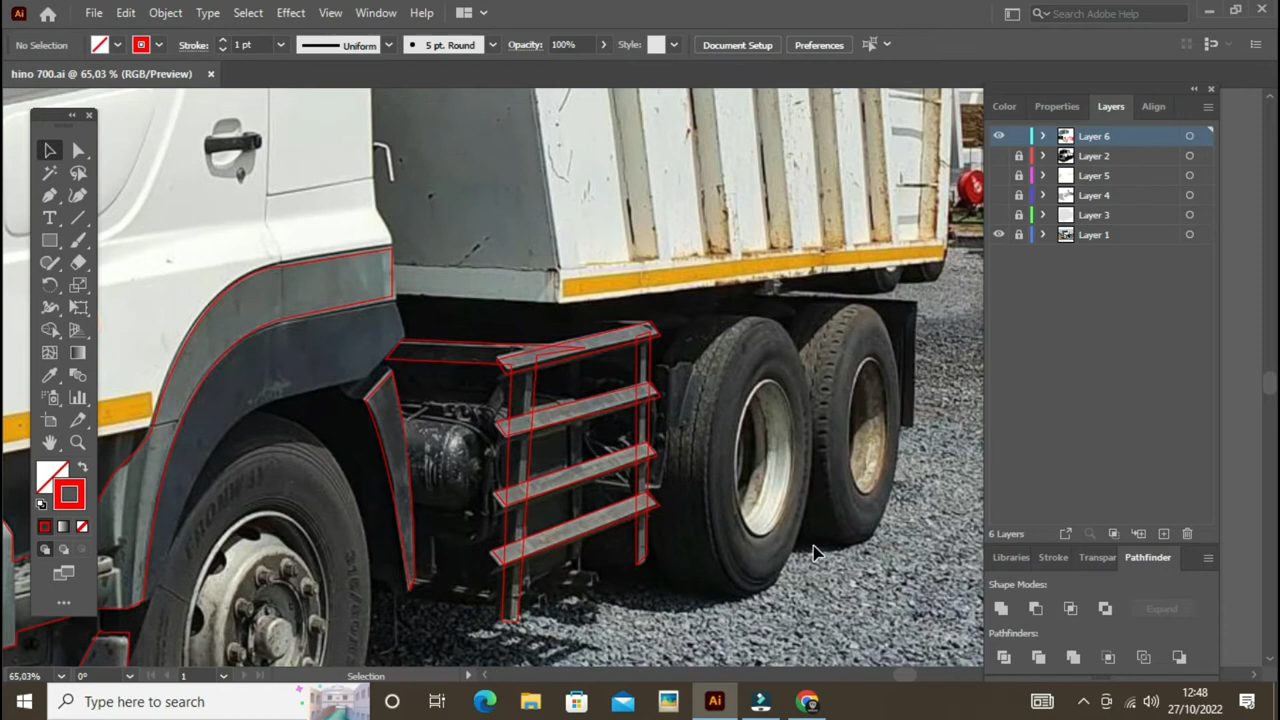 Ai File Edit Object Type Select Effect View Window Help Search Adobe Help
No Selection Stroke: 1 pt Uniform 5 pt. Round Opacity: 100% Style: Document Setup Preferences
hino 700.ai @ 65,03 % (RGB/Preview)
Color Properties Layers Align
Layer 6
Layer 2
Layer 5
Layer 4
Layer 3
Layer 1
6 Layers
Libraries Stroke Transpar Pathfinder
Shape Modes:
Expand
Pathfinders:
65,03% 0° 1 Selection
Type here to search Ai 12:48
27/10/2022